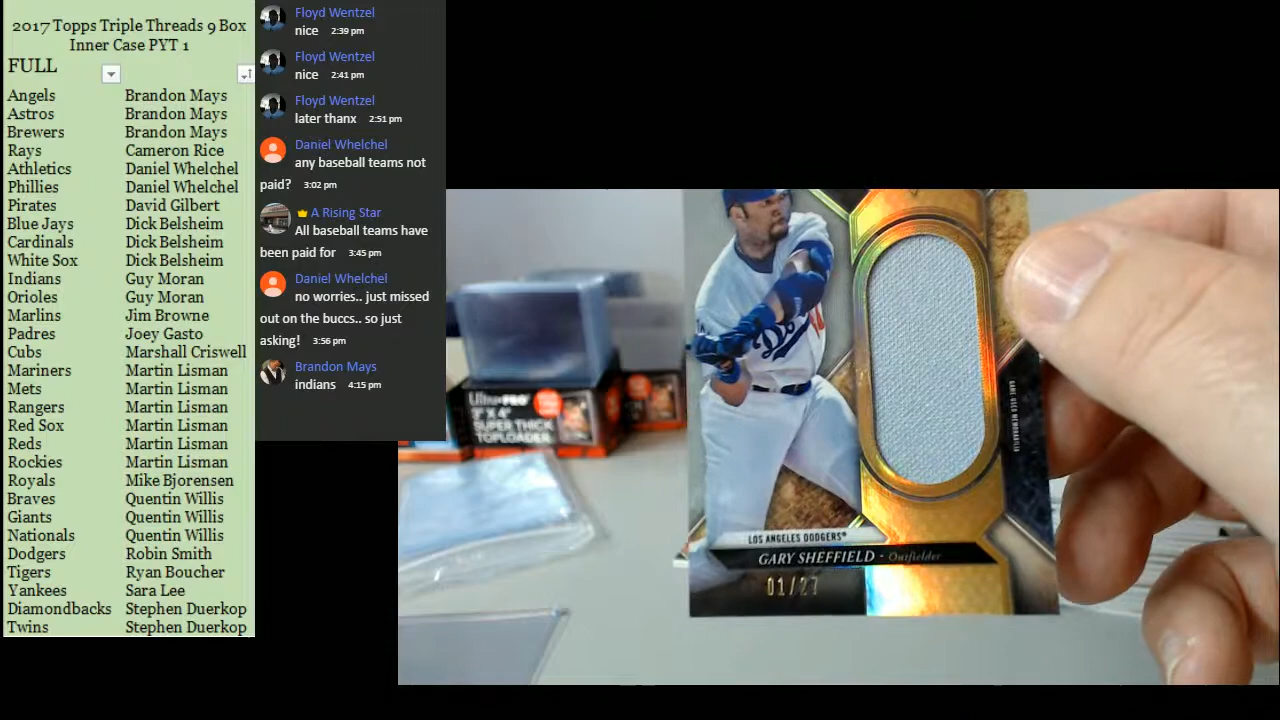 2017 Topps Triple Threads 9 Box
Inner Case PYT 1
FULL
Angels Brandon Mays
Astros Brandon Mays
Brewers Brandon Mays
Rays Cameron Rice
Athletics Daniel Whelchel
Phillies Daniel Whelchel
Pirates David Gilbert
Blue Jays Dick Belsheim
Cardinals Dick Belsheim
White Sox Dick Belsheim
Indians Guy Moran
Orioles Guy Moran
Marlins Jim Browne
Padres Joey Gasto
Cubs Marshall Criswell
Mariners Martin Lisman
Mets Martin Lisman
Rangers Martin Lisman
Red Sox Martin Lisman
Reds Martin Lisman
Rockies Martin Lisman
Royals Mike Bjorensen
Braves Quentin Willis
Giants Quentin Willis
Nationals Quentin Willis
Dodgers Robin Smith
Tigers Ryan Boucher
Yankees Sara Lee
Diamondbacks Stephen Duerkop
Twins Stephen Duerkop
Floyd Wentzel
nice 2:39 pm
Floyd Wentzel
nice 2:41 pm
Floyd Wentzel
later thanx 2:51 pm
Daniel Whelchel
any baseball teams not
paid? 3:02 pm
A Rising Star
All baseball teams have
been paid for 3:45 pm
Daniel Whelchel
no worries.. just missed
out on the buccs.. so just
asking! 3:56 pm
Brandon Mays
indians 4:15 pm
Ultra PRO
3" X 4"
SUPER THICK
TOPLOADER
GAME-USED MEMORABILIA
LOS ANGELES DODGERS®
GARY SHEFFIELD - Outfielder
01/27